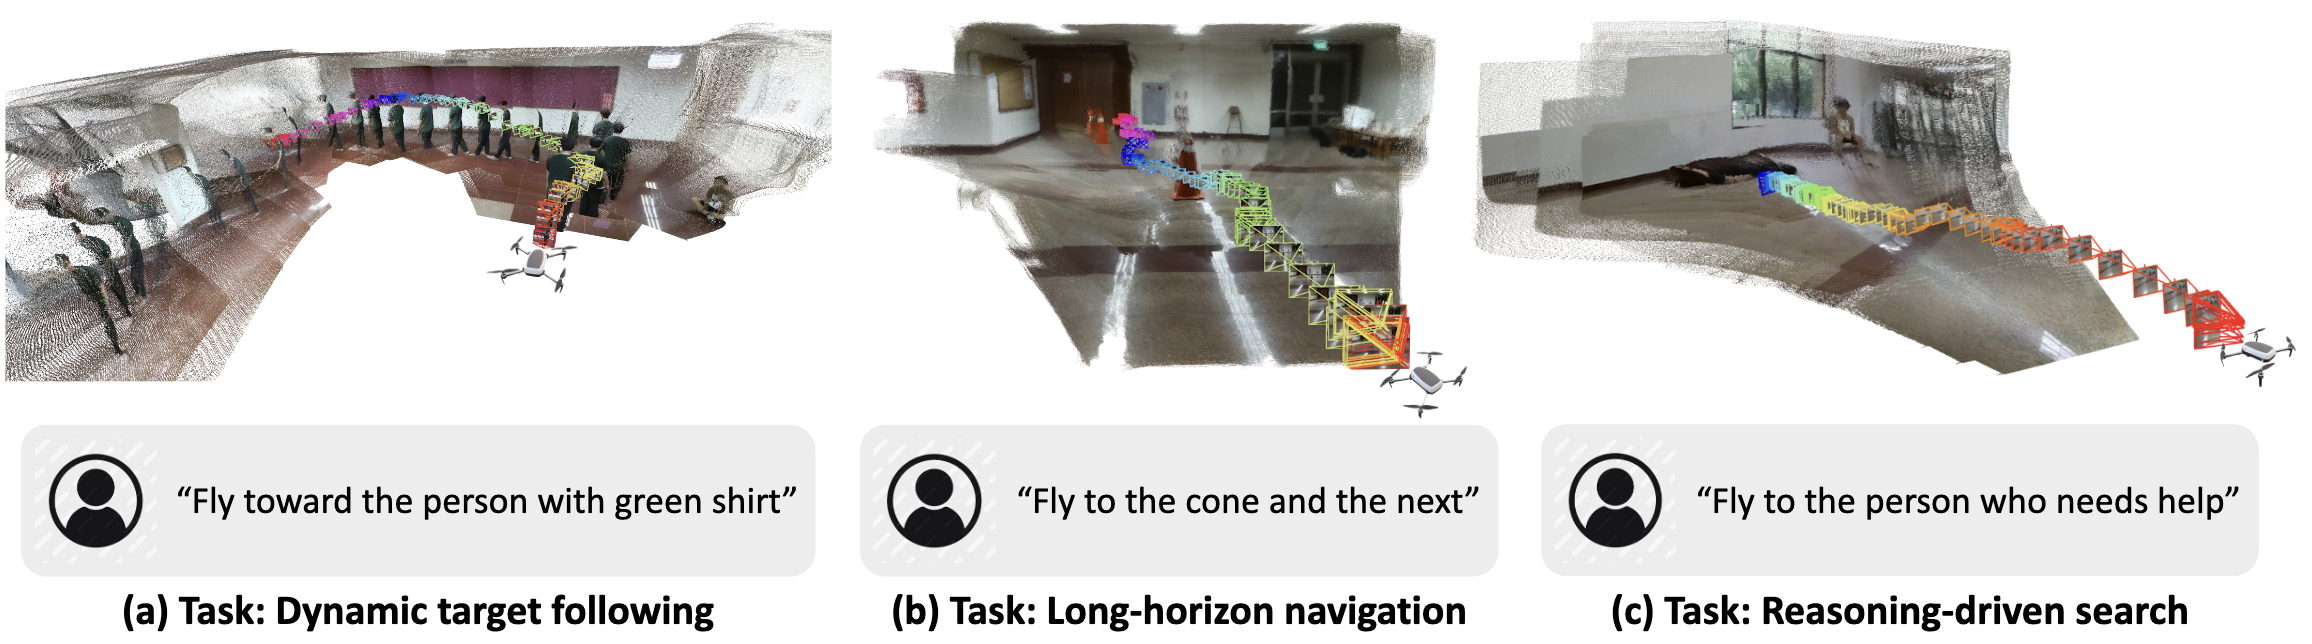 “Fly toward the person with green shirt”
“Fly to the cone and the next”
“Fly to the person who needs help”
(a) Task: Dynamic target following
(b) Task: Long-horizon navigation
(c) Task: Reasoning-driven search